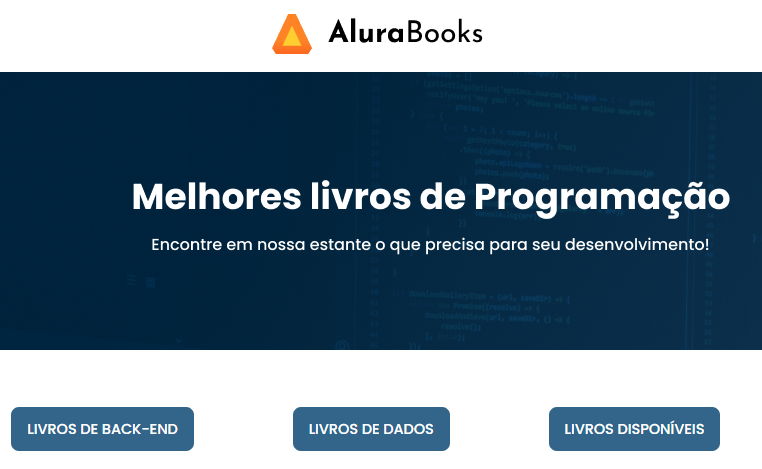 AluraBooks
Melhores livros de Programação
Encontre em nossa estante o que precisa para seu desenvolvimento!
LIVROS DE BACK-END
LIVROS DE DADOS
LIVROS DISPONÍVEIS